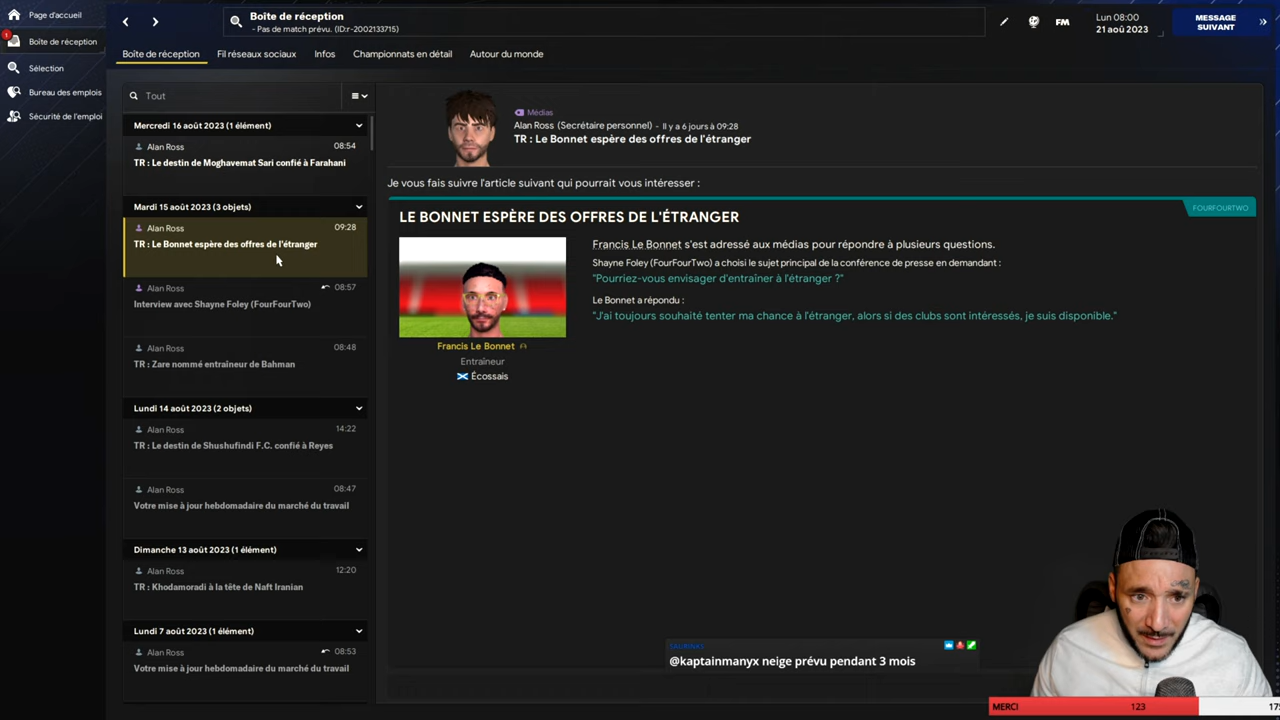 Page d'accueil
1
Boîte de réception
Sélection
Bureau des emplois
Sécurité de l'emploi
Boîte de réception
- Pas de match prévu. (ID:r-2002133715)
FM
Lun 08:00
21 aoû 2023
MESSAGE
SUIVANT
Boîte de réception
Fil réseaux sociaux
Infos
Championnats en détail
Autour du monde
Tout
Mercredi 16 août 2023 (1 élément)
Alan Ross
08:54
TR : Le destin de Moghavemat Sari confié à Farahani
Mardi 15 août 2023 (3 objets)
Alan Ross
09:28
TR : Le Bonnet espère des offres de l'étranger
Alan Ross
08:57
Interview avec Shayne Foley (FourFourTwo)
Alan Ross
08:48
TR : Zare nommé entraîneur de Bahman
Lundi 14 août 2023 (2 objets)
Alan Ross
14:22
TR : Le destin de Shushufindi F.C. confié à Reyes
Alan Ross
08:47
Votre mise à jour hebdomadaire du marché du travail
Dimanche 13 août 2023 (1 élément)
Alan Ross
12:20
TR : Khodamoradi à la tête de Naft Iranian
Lundi 7 août 2023 (1 élément)
Alan Ross
08:53
Votre mise à jour hebdomadaire du marché du travail
Médias
Alan Ross (Secrétaire personnel) - Il y a 6 jours à 09:28
TR : Le Bonnet espère des offres de l'étranger
Je vous fais suivre l'article suivant qui pourrait vous intéresser :
FOURFOURTWO
LE BONNET ESPÈRE DES OFFRES DE L'ÉTRANGER
Francis Le Bonnet s'est adressé aux médias pour répondre à plusieurs questions.
Shayne Foley (FourFourTwo) a choisi le sujet principal de la conférence de presse en demandant :
"Pourriez-vous envisager d'entraîner à l'étranger ?"
Le Bonnet a répondu :
"J'ai toujours souhaité tenter ma chance à l'étranger, alors si des clubs sont intéressés, je suis disponible."
Francis Le Bonnet
Entraîneur
Écossais
@kaptainmanyx neige prévu pendant 3 mois
MERCI
123